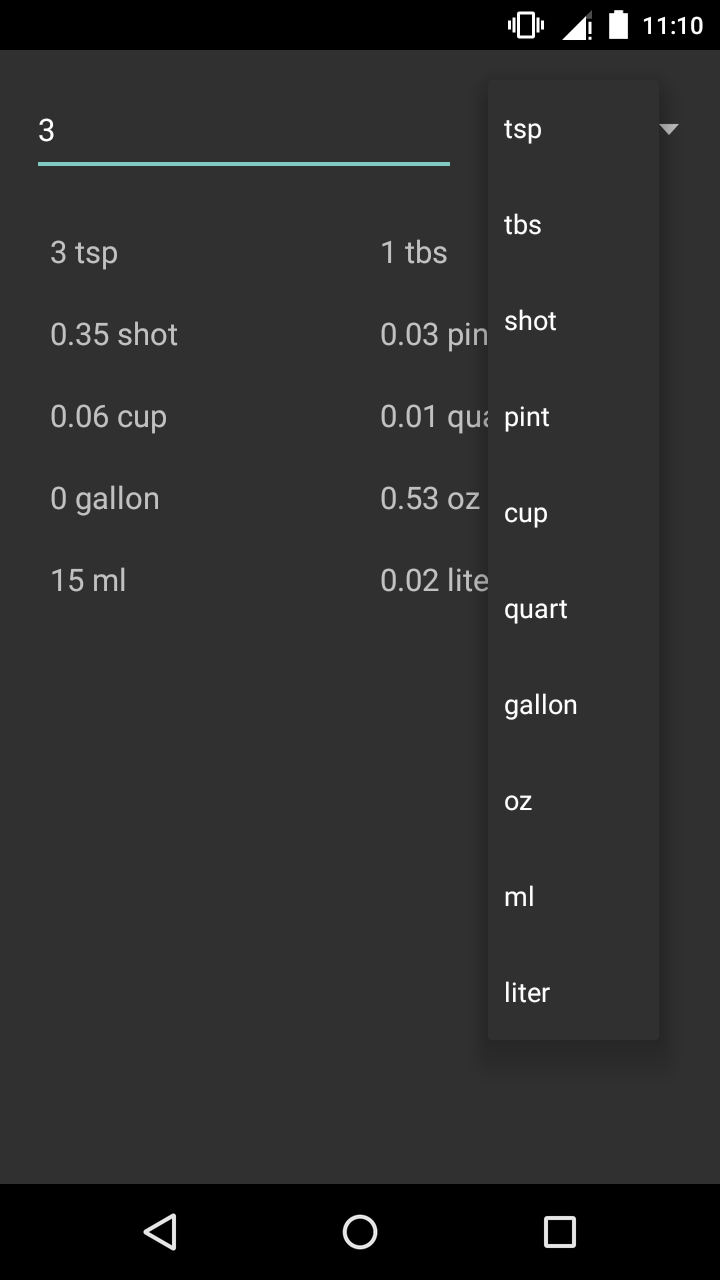 11:10
3
tsp
tbs
shot
pint
cup
quart
gallon
oz
ml
liter
3 tsp
1 tbs
0.35 shot
0.03 pin
0.06 cup
0.01 qua
0 gallon
0.53 oz
15 ml
0.02 lite